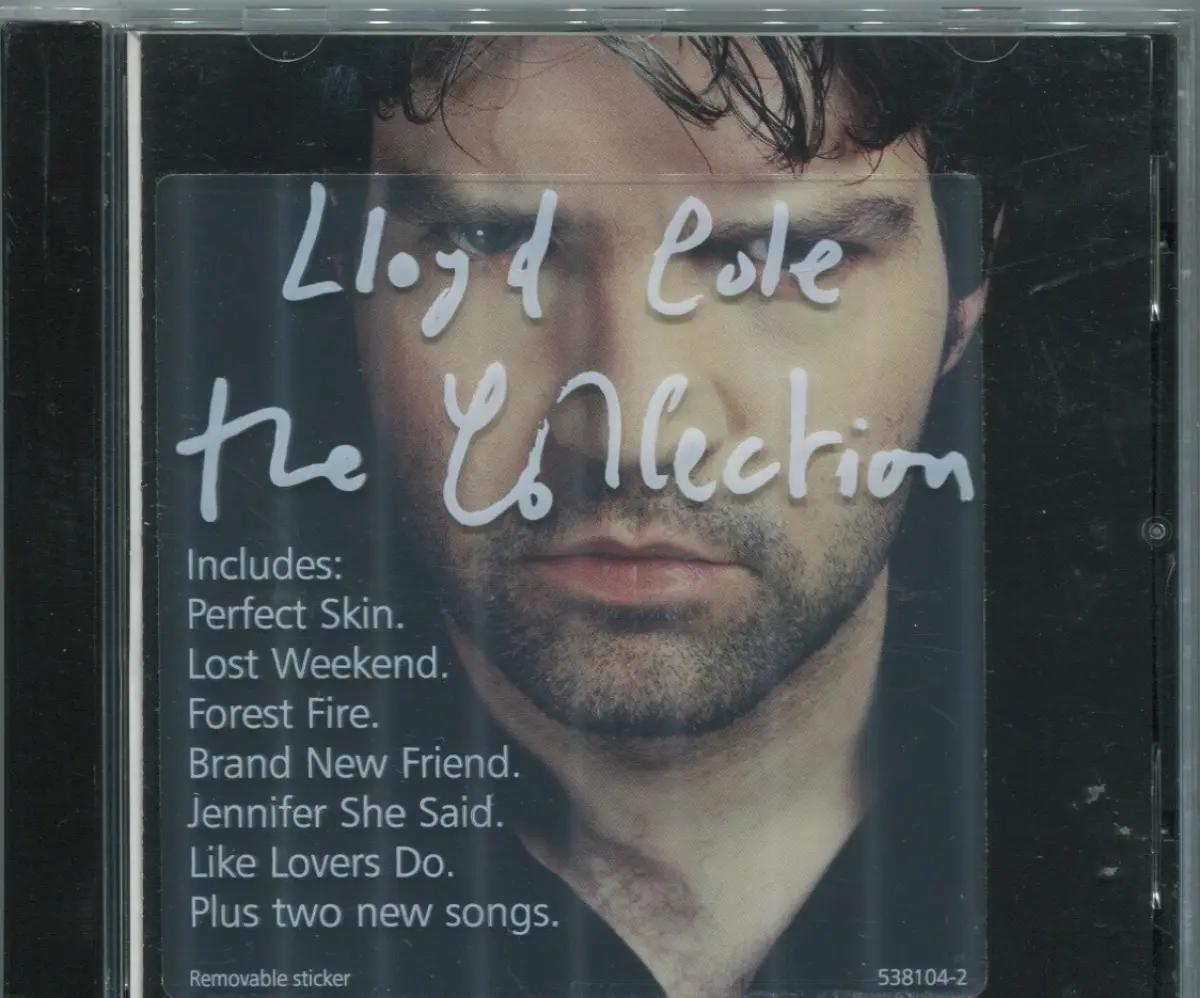 Lloyd Cole
the Collection
Includes:
Perfect Skin.
Lost Weekend.
Forest Fire.
Brand New Friend.
Jennifer She Said.
Like Lovers Do.
Plus two new songs.
Removable sticker
538104-2